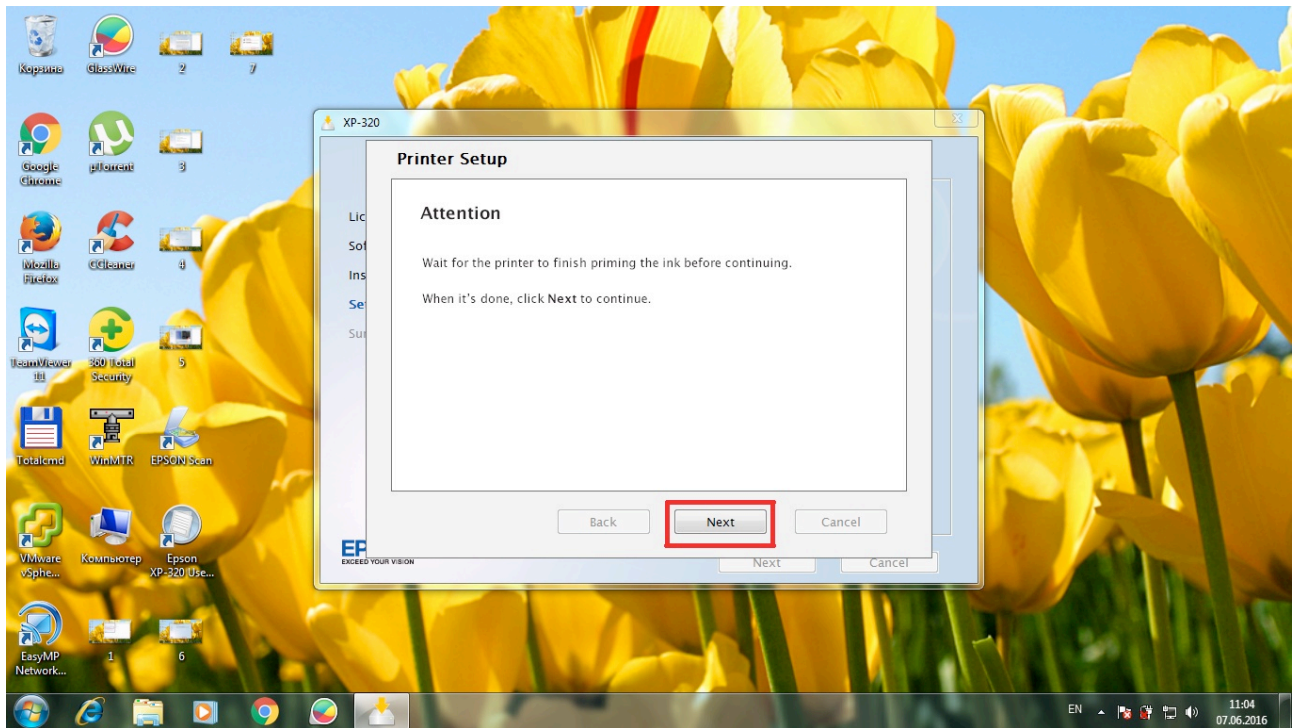 Корзина
GlassWire
2
7
Google
Chrome
µTorrent
3
Mozilla
Firefox
CCleaner
4
TeamViewer
11
360 Total
Security
5
Totalcmd
WinMTR
EPSON Scan
VMware
vSphe...
Компьютер
Epson
XP-320 Use...
EasyMP
Network...
1
6
XP-320
Printer Setup
Lic
Sof
Ins
Se
Sur
Attention
Wait for the printer to finish priming the ink before continuing.
When it's done, click Next to continue.
Back
Next
Cancel
EP
EXCEED YOUR VISION
Next
Cancel
EN
11:04
07.06.2016